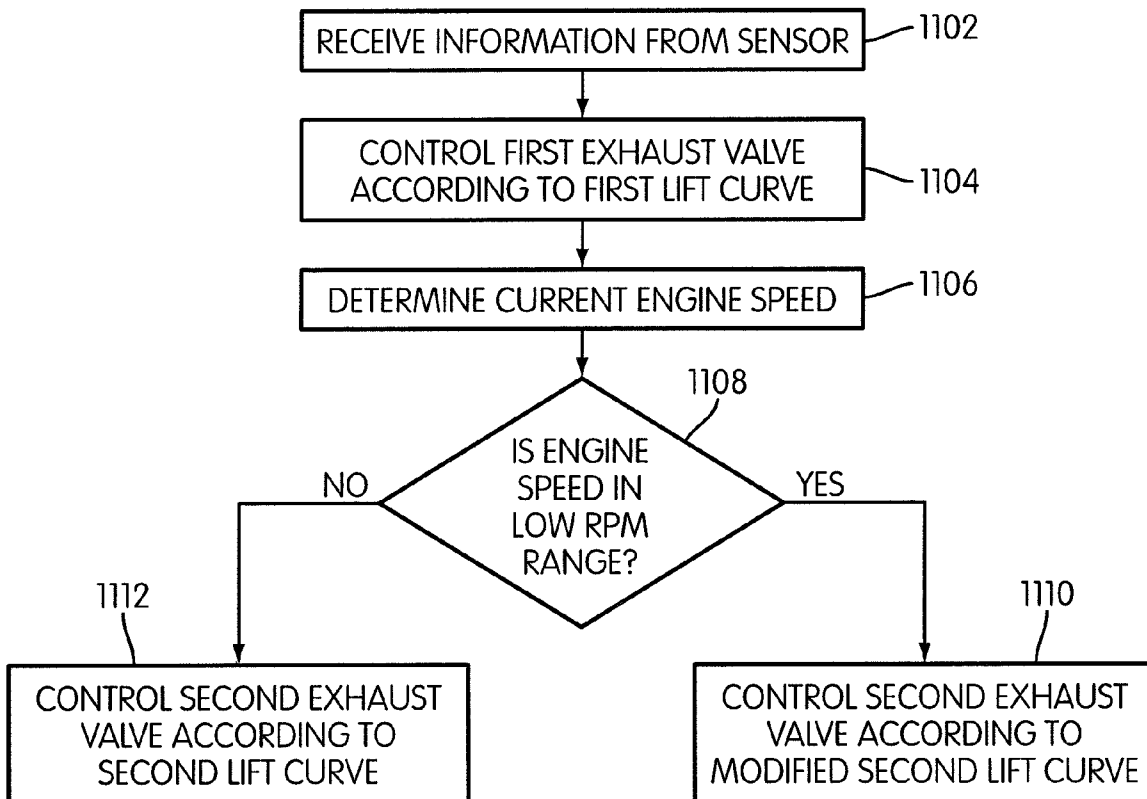 RECEIVE INFORMATION FROM SENSOR
1102
CONTROL FIRST EXHAUST VALVE
ACCORDING TO FIRST LIFT CURVE
1104
DETERMINE CURRENT ENGINE SPEED
1106
1108
IS ENGINE
SPEED IN
LOW RPM
RANGE?
NO
YES
1112
CONTROL SECOND EXHAUST
VALVE ACCORDING TO
SECOND LIFT CURVE
1110
CONTROL SECOND EXHAUST
VALVE ACCORDING TO
MODIFIED SECOND LIFT CURVE